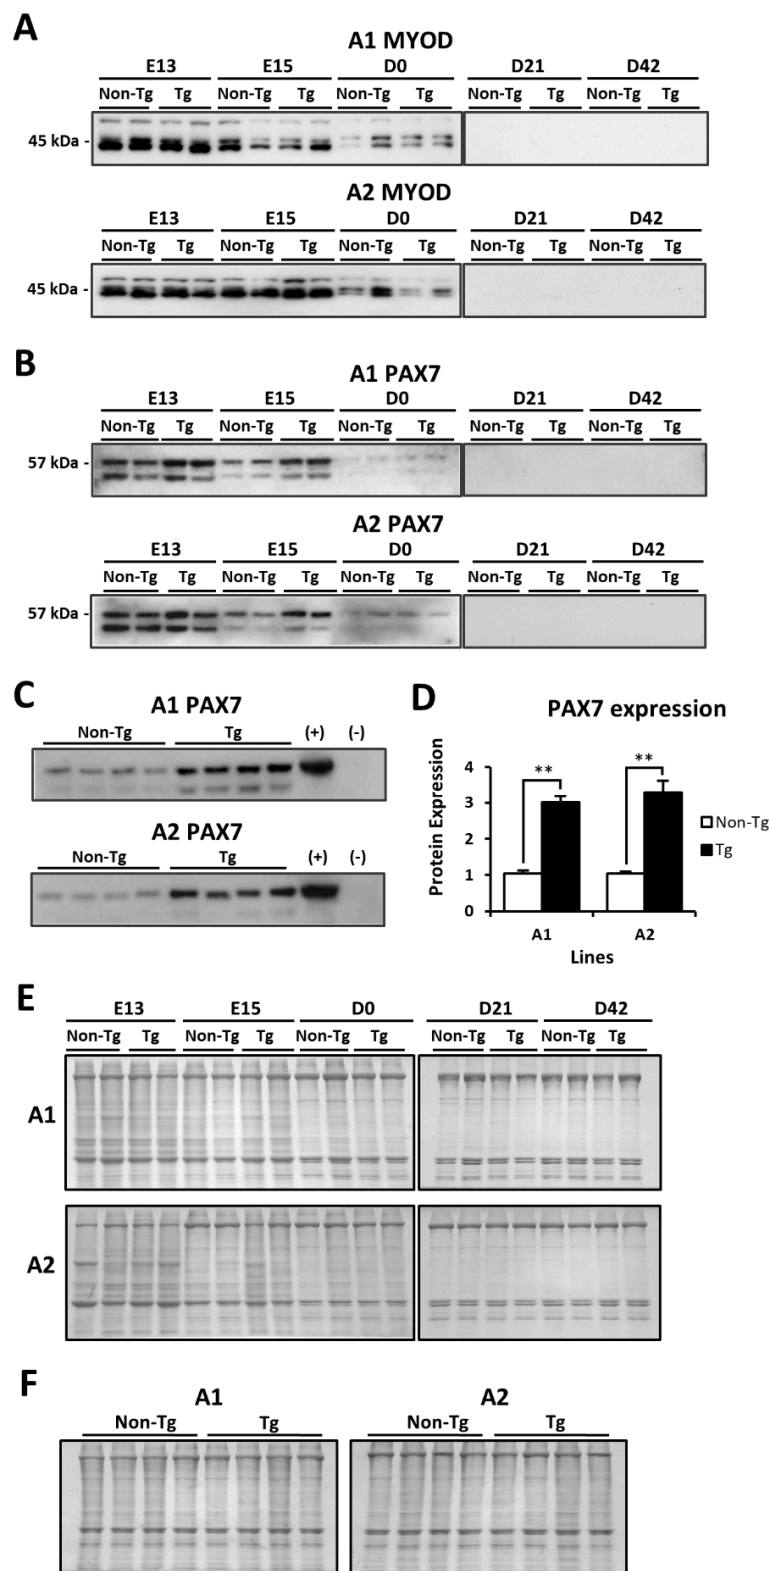 A
A1 MYOD
E13 E15 D0 D21 D42
Non-Tg Tg Non-Tg Tg Non-Tg Tg Non-Tg Tg Non-Tg Tg
45 kDa -
A2 MYOD
E13 E15 D0 D21 D42
Non-Tg Tg Non-Tg Tg Non-Tg Tg Non-Tg Tg Non-Tg Tg
45 kDa -
B
A1 PAX7
E13 E15 D0 D21 D42
Non-Tg Tg Non-Tg Tg Non-Tg Tg Non-Tg Tg Non-Tg Tg
57 kDa -
A2 PAX7
E13 E15 D0 D21 D42
Non-Tg Tg Non-Tg Tg Non-Tg Tg Non-Tg Tg Non-Tg Tg
57 kDa -
C
A1 PAX7
Non-Tg Tg (+) (-)
A2 PAX7
Non-Tg Tg (+) (-)
D
PAX7 expression
Protein Expression
4
3
2
1
0
** **
A1 A2
Lines
Non-Tg
Tg
E
E13 E15 D0 D21 D42
Non-Tg Tg Non-Tg Tg Non-Tg Tg Non-Tg Tg Non-Tg Tg
A1
A2
F
A1 A2
Non-Tg Tg Non-Tg Tg